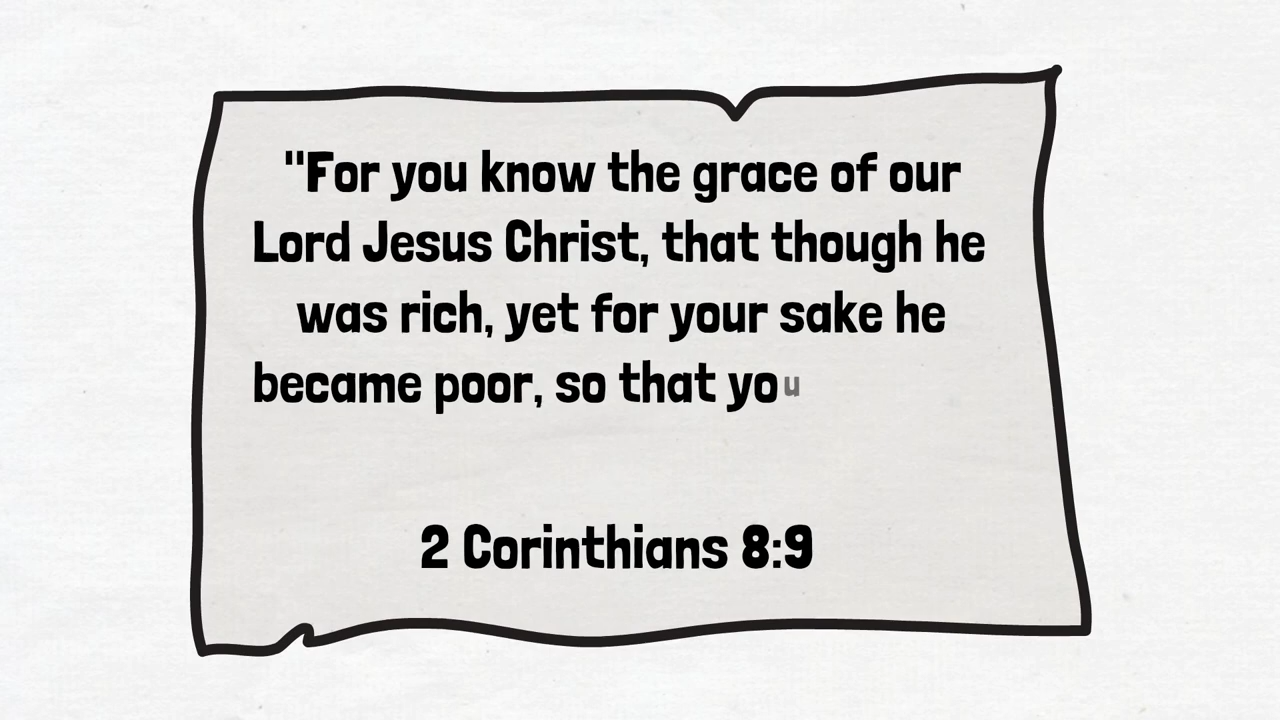 "For you know the grace of our
Lord Jesus Christ, that though he
was rich, yet for your sake he
became poor, so that you
2 Corinthians 8:9